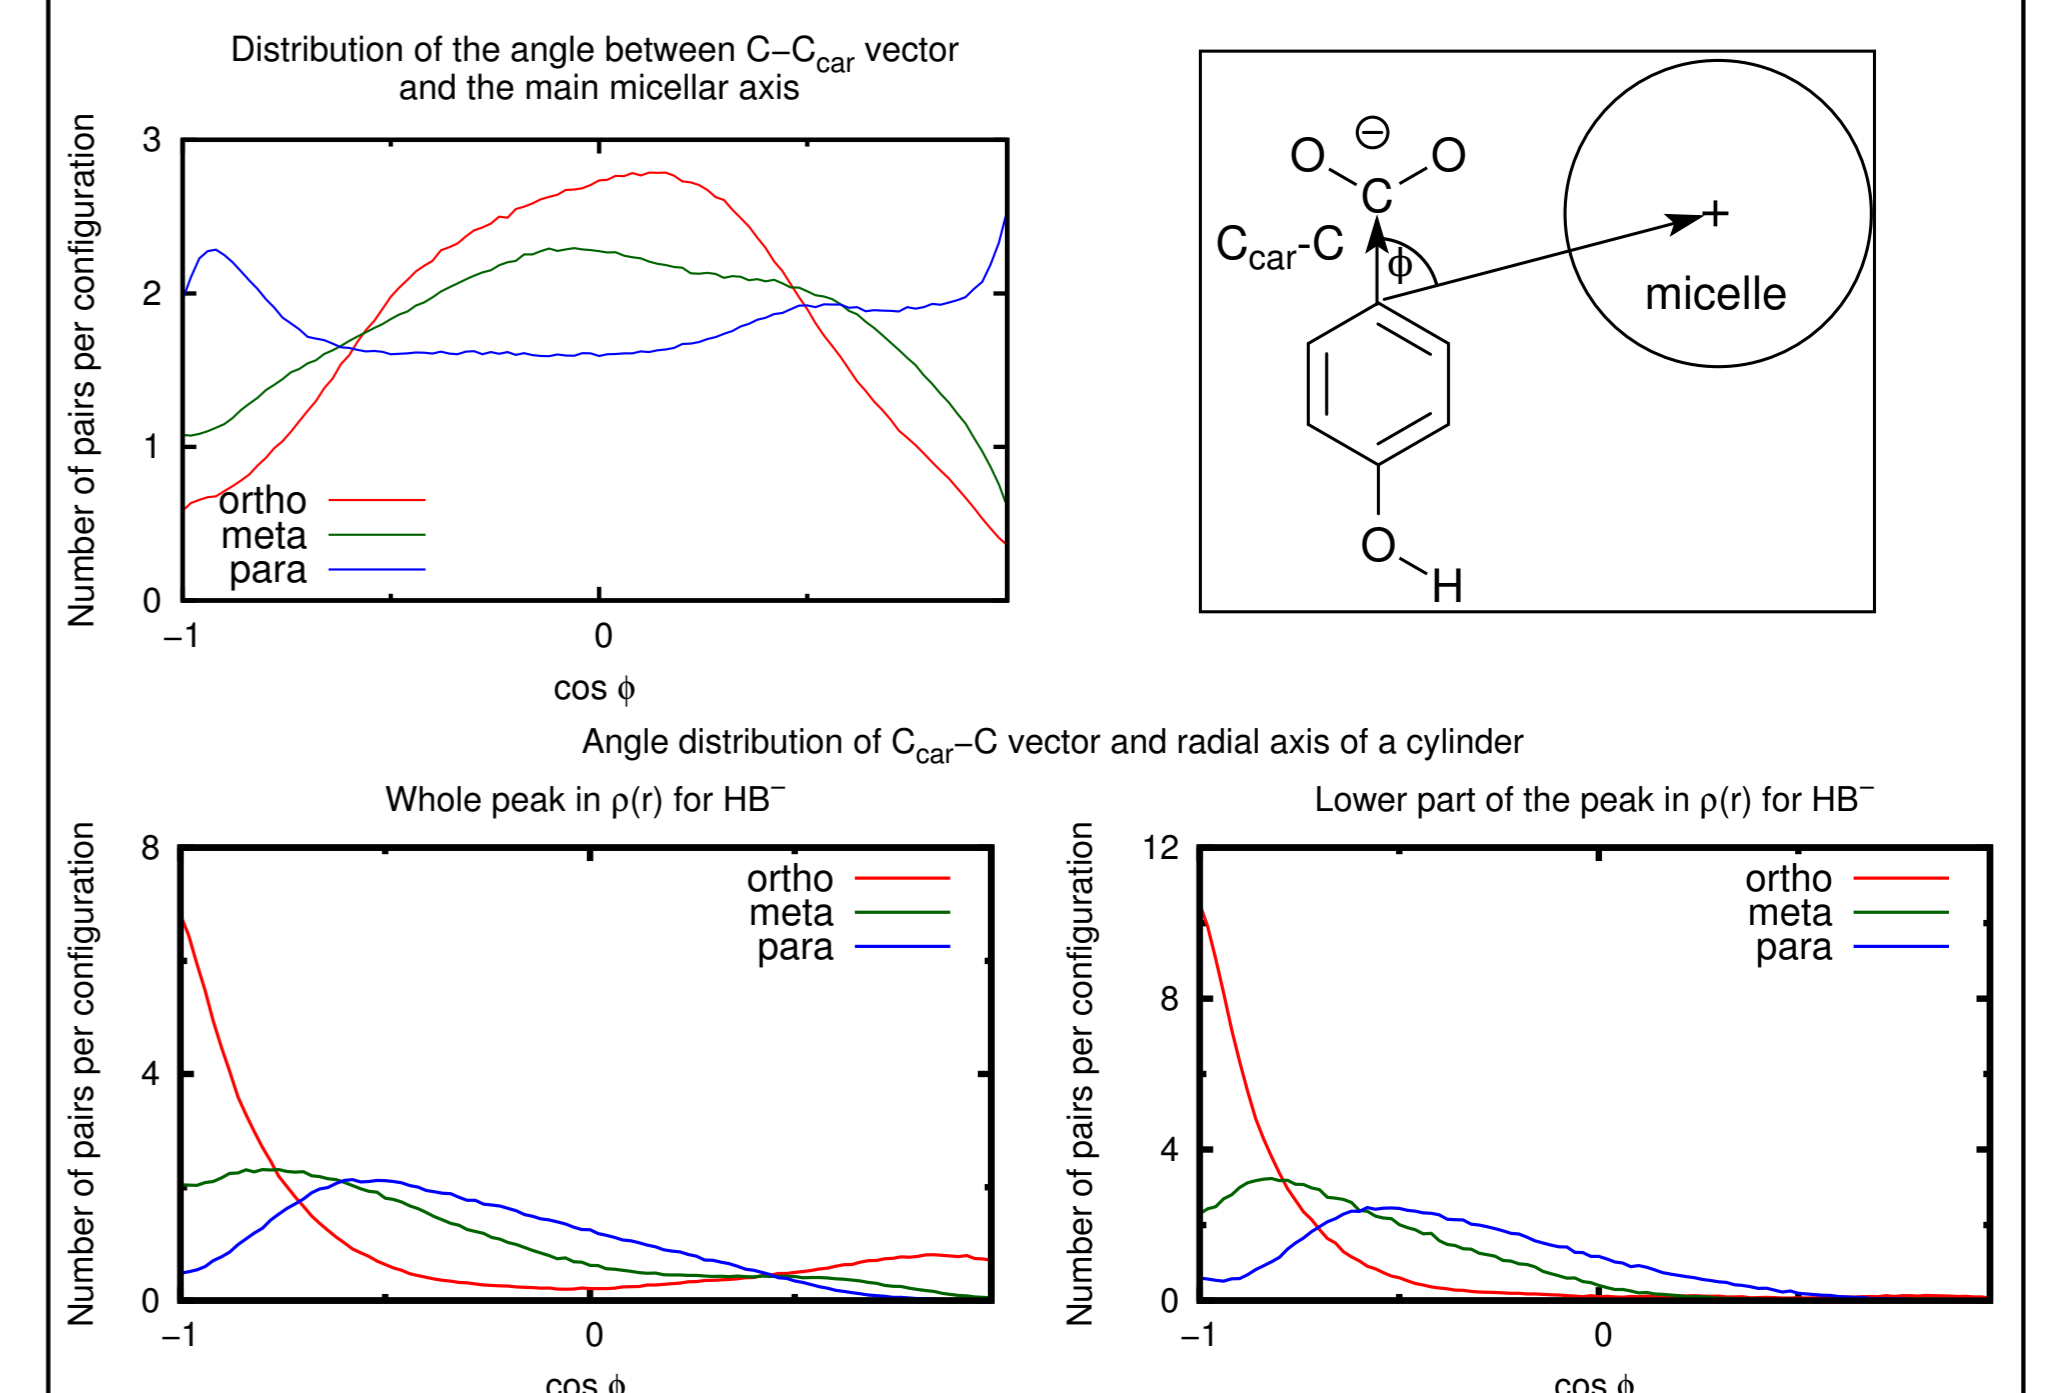 Distribution of the angle between C–Ccar vector
and the main micellar axis
Number of pairs per configuration
3
2
1
0
ortho
meta
para
−1
0
cos ϕ
⊖
O
O
C
Ccar-C
ϕ
+
micelle
O
H
Angle distribution of Ccar−C vector and radial axis of a cylinder
Whole peak in ρ(r) for HB−
Number of pairs per configuration
8
4
0
ortho
meta
para
−1
0
cos ϕ
Lower part of the peak in ρ(r) for HB−
Number of pairs per configuration
12
8
4
0
ortho
meta
para
−1
0
cos ϕ